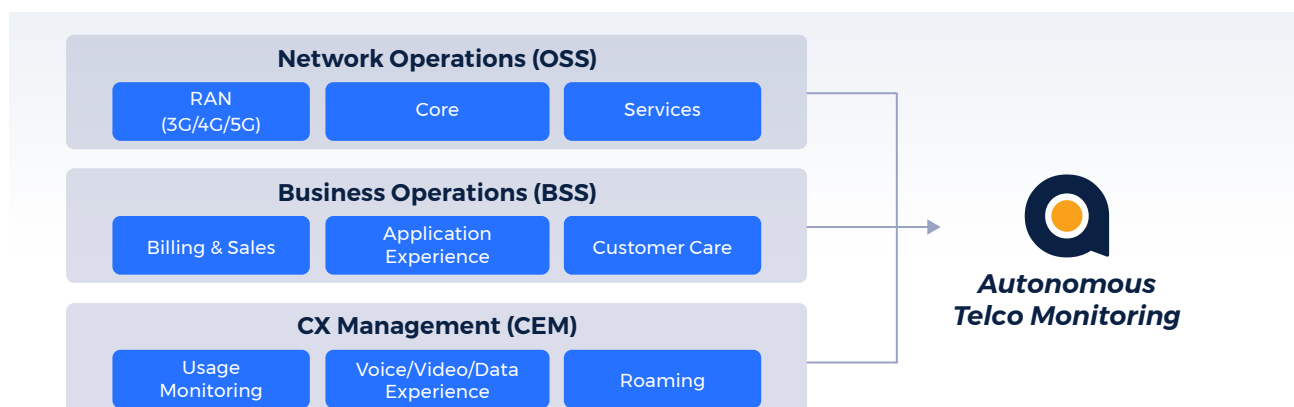 Network Operations (OSS)
RAN
(3G/4G/5G)
Core
Services
Business Operations (BSS)
Billing & Sales
Application
Experience
Customer Care
CX Management (CEM)
Usage
Monitoring
Voice/Video/Data
Experience
Roaming
Autonomous
Telco Monitoring